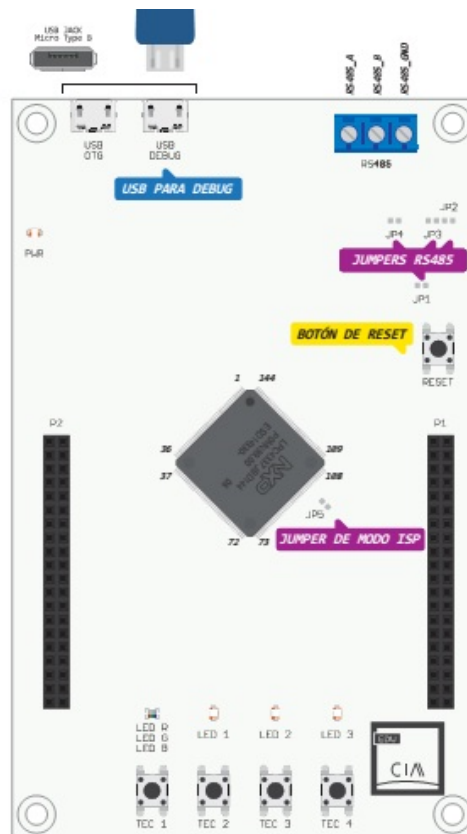 USB JACK
Micro Type B
RS485_A
RS485_B
RS485_GND
USB
OTG
USB
DEBUG
RS485
USB PARA DEBUG
JP2
JP4
JP3
PWR
JUMPERS RS485
JP1
BOTÓN DE RESET
RESET
1
144
P2
P1
36
109
37
108
NXP
JP5
72
73
JUMPER DE MODO ISP
LED R
LED G
LED B
LED 1
LED 2
LED 3
EDU
CIAA
TEC 1
TEC 2
TEC 3
TEC 4